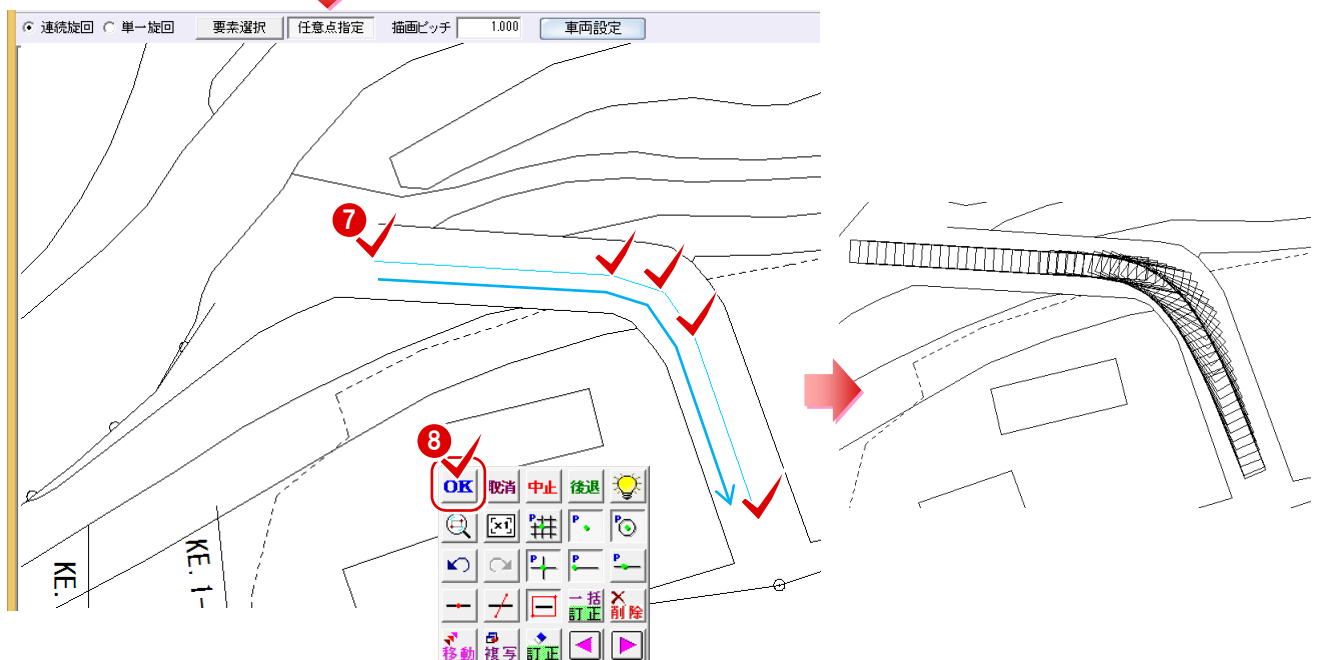 連続旋回 単一旋回 要素選択 任意点指定 描画ピッチ 1.000 車両設定
7
8
OK 取消 中止 後退
×1 P P P
P P P
一括訂正 削除
移動 複写 訂正
KE.
KE. 1-